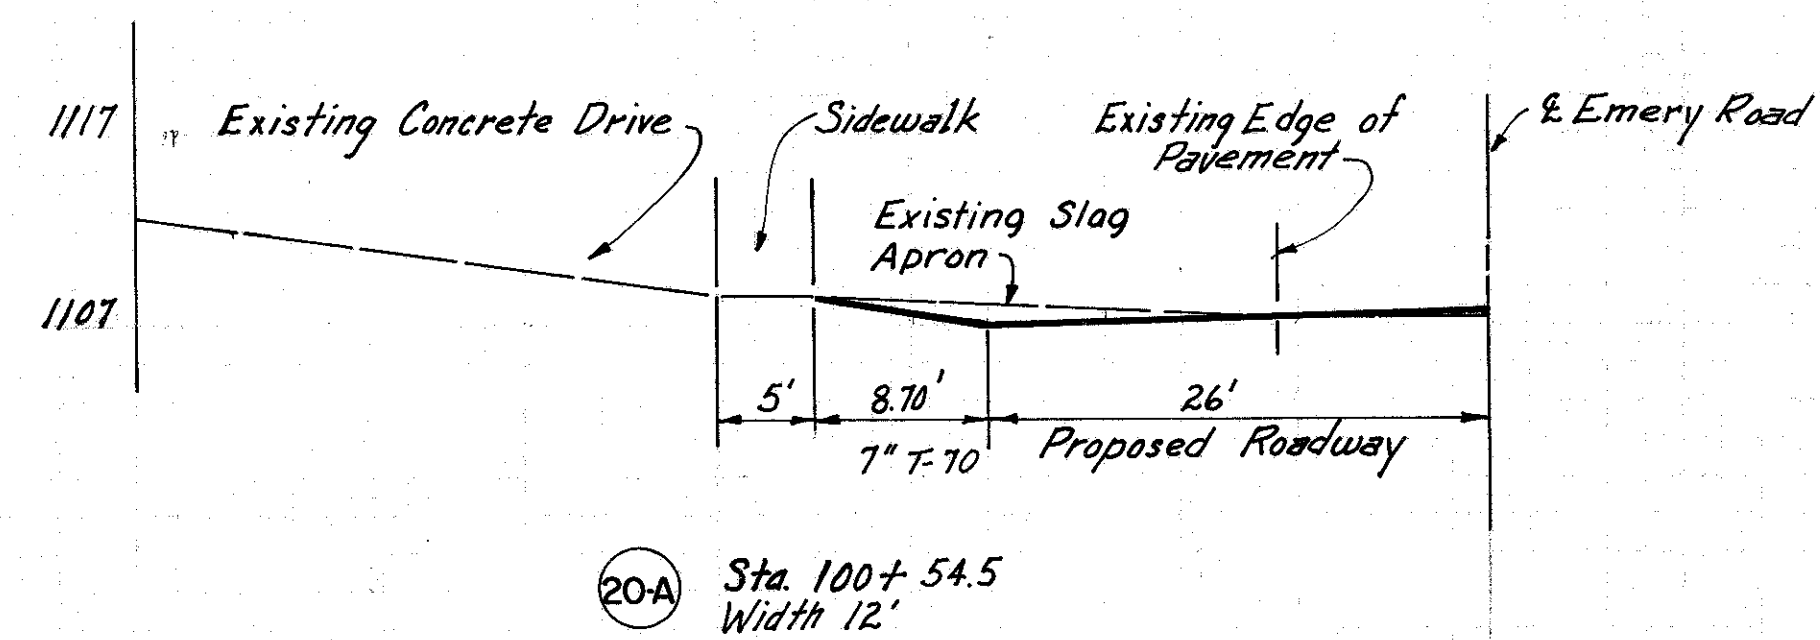 1117
Existing Concrete Drive
Sidewalk
Existing Edge of
Pavement
℄ Emery Road
Existing Slag
Apron
1107
5'
8.70'
26'
7" T-70
Proposed Roadway
20-A
Sta. 100+54.5
Width 12'